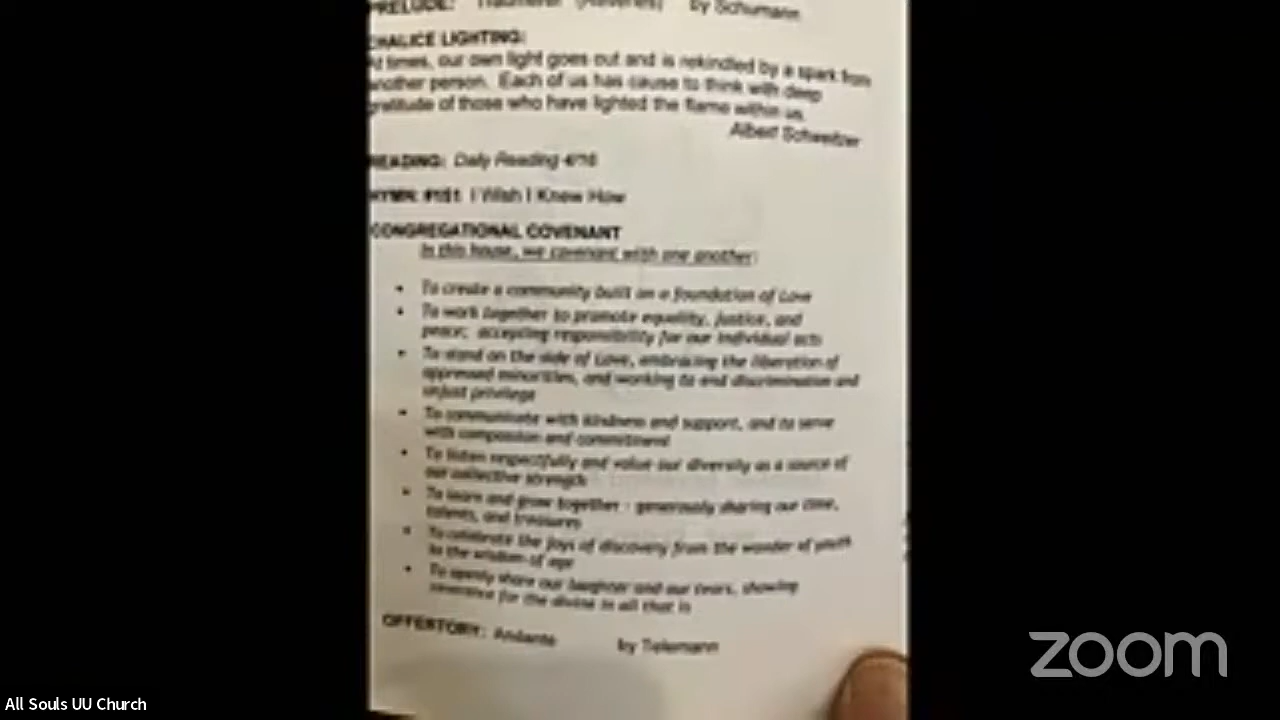 PRELUDE: Traumerei (Reveries) by Schumann
CHALICE LIGHTING:
At times, our own light goes out and is rekindled by a spark from
another person. Each of us has cause to think with deep
gratitude of those who have lighted the flame within us.
Albert Schweitzer
READING: Daily Reading 4/16
HYMN: #151 I Wish I Knew How
CONGREGATIONAL COVENANT
In this house, we covenant with one another:
• To create a community built on a foundation of Love
• To work together to promote equality, justice, and
peace; accepting responsibility for our individual acts
• To stand on the side of Love, embracing the liberation of
oppressed minorities, and working to end discrimination and
unjust privilege
• To communicate with kindness and support, and to serve
with compassion and commitment
• To listen respectfully and value our diversity as a source of
our collective strength
• To learn and grow together - generously sharing our time,
talents, and treasures
• To celebrate the joys of discovery from the wonder of youth
to the wisdom of age
• To openly share our laughter and our tears, showing
reverence for the divine in all that is
OFFERTORY: Andante by Telemann
zoom
All Souls UU Church